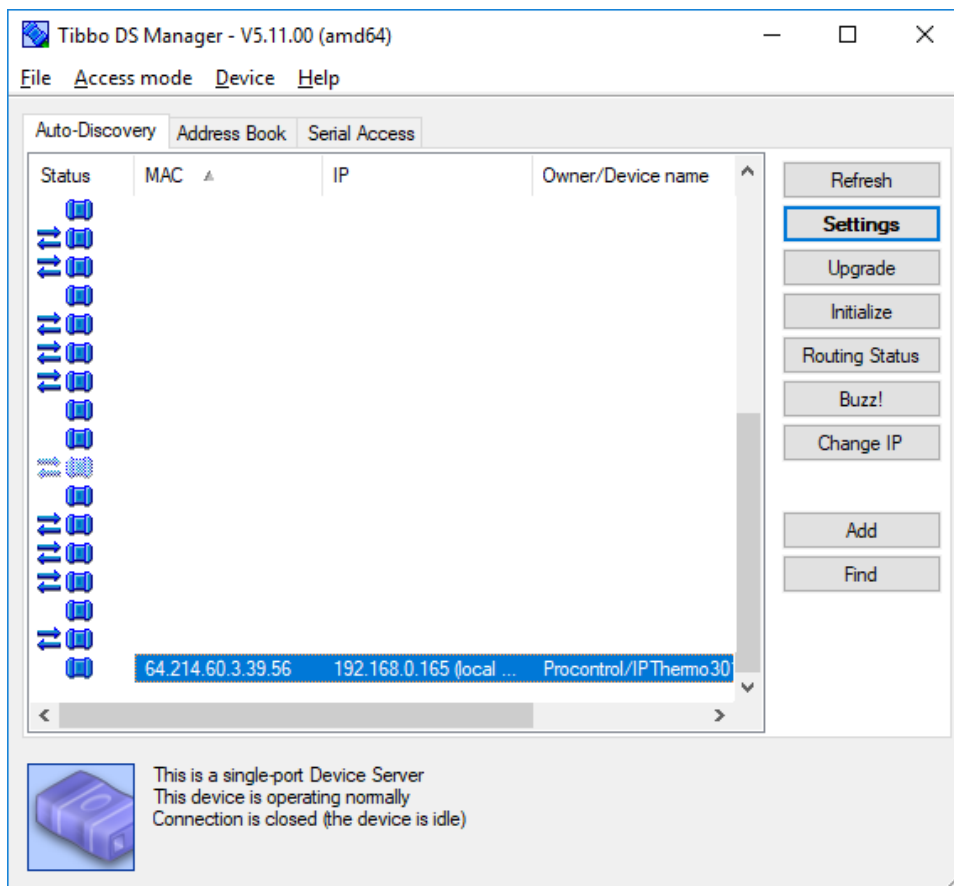 Tibbo DS Manager - V5.11.00 (amd64)
File Access mode Device Help
Auto-Discovery Address Book Serial Access
Status MAC IP Owner/Device name
Refresh
Settings
Upgrade
Initialize
Routing Status
Buzz!
Change IP
Add
Find
64.214.60.3.39.56 192.168.0.165 (local ... Procontrol/IPThermo301
This is a single-port Device Server
This device is operating normally
Connection is closed (the device is idle)